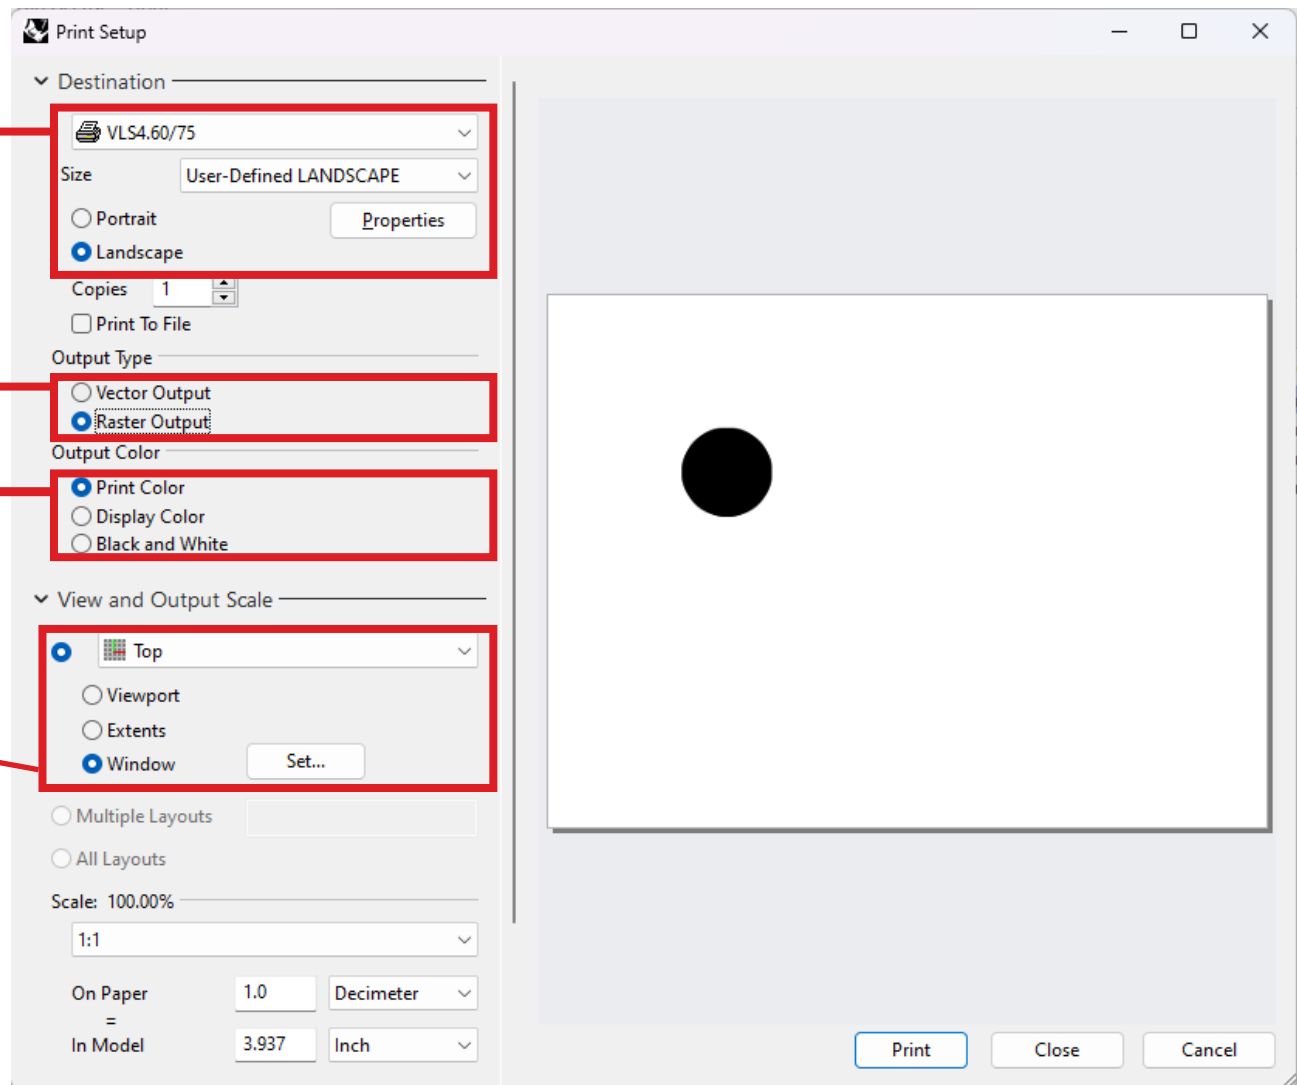 Print Setup
Destination
VLS4.60/75
Size
User-Defined LANDSCAPE
Portrait
Properties
Landscape
Copies
1
Print To File
Output Type
Vector Output
Raster Output
Output Color
Print Color
Display Color
Black and White
View and Output Scale
Top
Viewport
Extents
Window
Set...
Multiple Layouts
All Layouts
Scale: 100.00%
1:1
On Paper
1.0
Decimeter
=
In Model
3.937
Inch
Print
Close
Cancel